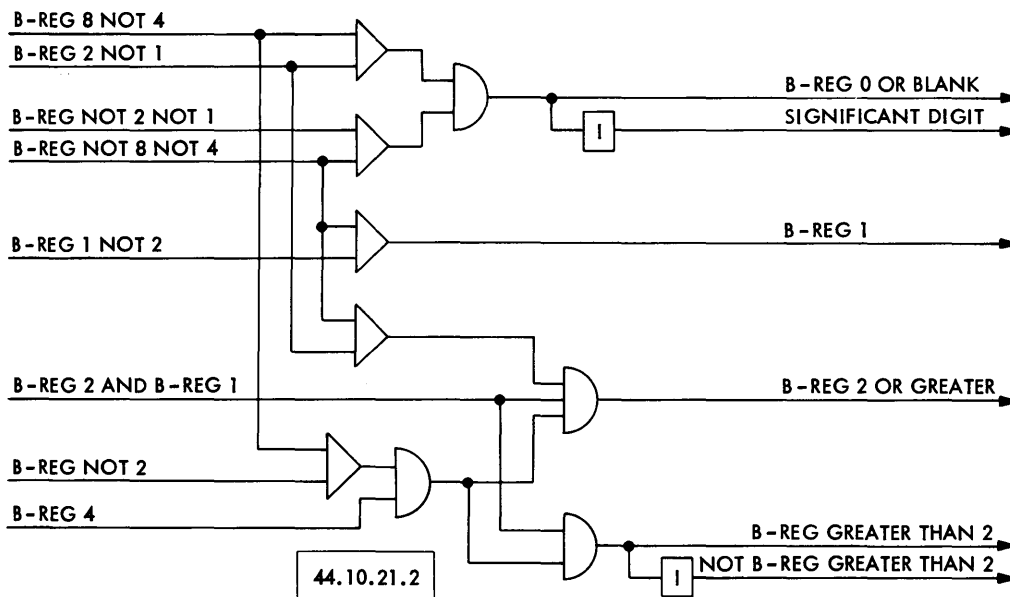 B-REG 8 NOT 4
B-REG 2 NOT 1
B-REG 0 OR BLANK
SIGNIFICANT DIGIT
I
B-REG NOT 2 NOT 1
B-REG NOT 8 NOT 4
B-REG 1 NOT 2
B-REG 1
B-REG 2 AND B-REG 1
B-REG 2 OR GREATER
B-REG NOT 2
B-REG 4
B-REG GREATER THAN 2
NOT B-REG GREATER THAN 2
I
44.10.21.2